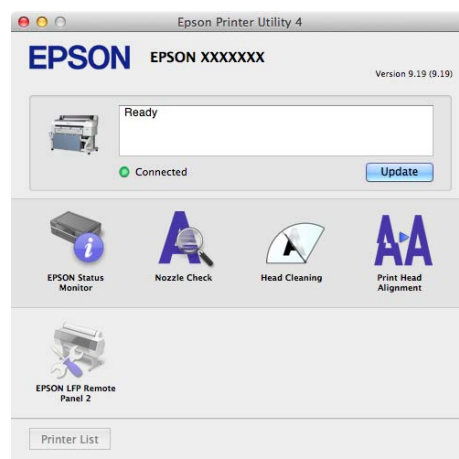 Epson Printer Utility 4
EPSON
EPSON XXXXXXX
Version 9.19 (9.19)
Ready
Connected
Update
EPSON Status
Monitor
Nozzle Check
Head Cleaning
Print Head
Alignment
EPSON LFP Remote
Panel 2
Printer List